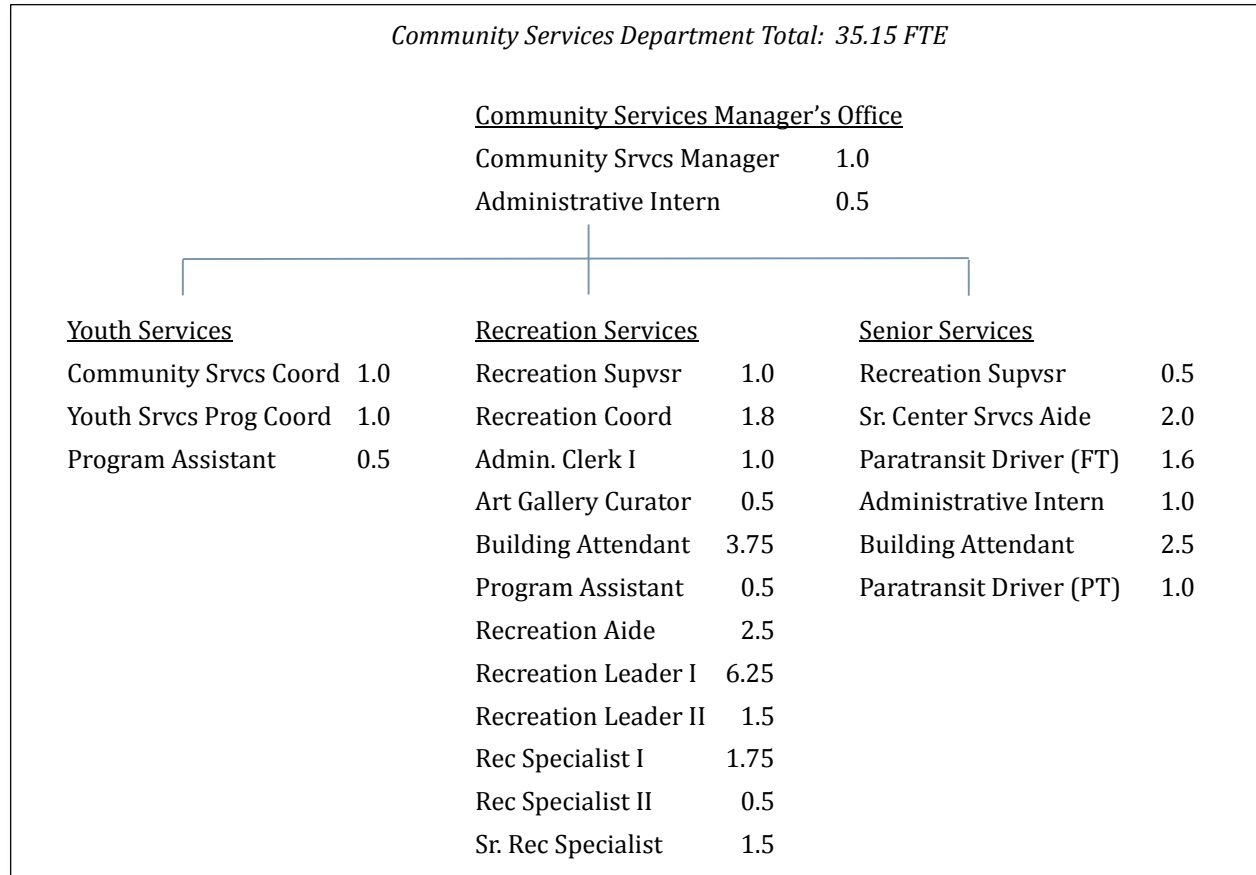 Community Services Department Total: 35.15 FTE
Community Services Manager’s Office
Community Srvcs Manager 1.0
Administrative Intern 0.5
Youth Services
Community Srvcs Coord 1.0
Youth Srvcs Prog Coord 1.0
Program Assistant 0.5
Recreation Services
Recreation Supvsr 1.0
Recreation Coord 1.8
Admin. Clerk I 1.0
Art Gallery Curator 0.5
Building Attendant 3.75
Program Assistant 0.5
Recreation Aide 2.5
Recreation Leader I 6.25
Recreation Leader II 1.5
Rec Specialist I 1.75
Rec Specialist II 0.5
Sr. Rec Specialist 1.5
Senior Services
Recreation Supvsr 0.5
Sr. Center Srvcs Aide 2.0
Paratransit Driver (FT) 1.6
Administrative Intern 1.0
Building Attendant 2.5
Paratransit Driver (PT) 1.0